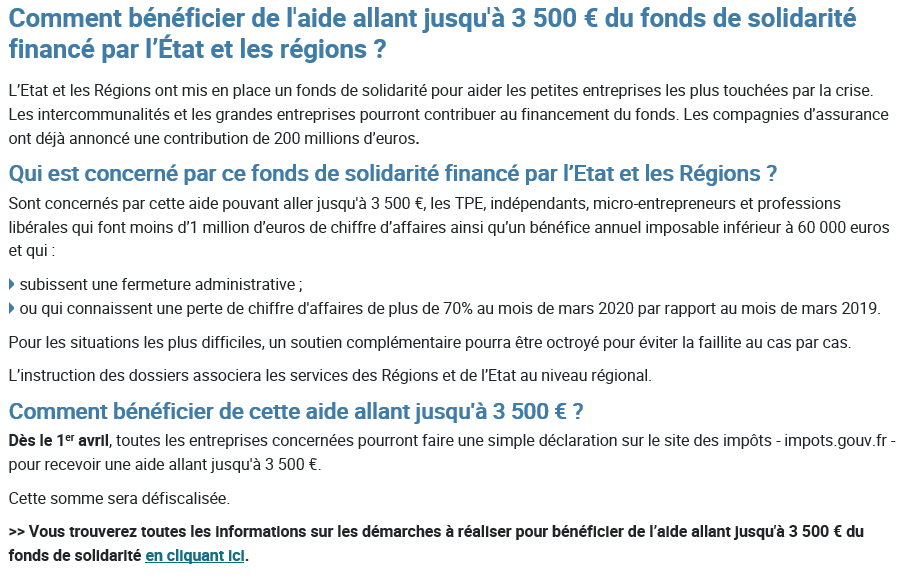 Comment bénéficier de l'aide allant jusqu'à 3 500 € du fonds de solidarité
financé par l’État et les régions ?
L’Etat et les Régions ont mis en place un fonds de solidarité pour aider les petites entreprises les plus touchées par la crise.
Les intercommunalités et les grandes entreprises pourront contribuer au financement du fonds. Les compagnies d’assurance
ont déjà annoncé une contribution de 200 millions d’euros.
Qui est concerné par ce fonds de solidarité financé par l’Etat et les Régions ?
Sont concernés par cette aide pouvant aller jusqu'à 3 500 €, les TPE, indépendants, micro-entrepreneurs et professions
libérales qui font moins d’1 million d’euros de chiffre d’affaires ainsi qu’un bénéfice annuel imposable inférieur à 60 000 euros
et qui :
subissent une fermeture administrative ;
ou qui connaissent une perte de chiffre d'affaires de plus de 70% au mois de mars 2020 par rapport au mois de mars 2019.
Pour les situations les plus difficiles, un soutien complémentaire pourra être octroyé pour éviter la faillite au cas par cas.
L’instruction des dossiers associera les services des Régions et de l’Etat au niveau régional.
Comment bénéficier de cette aide allant jusqu'à 3 500 € ?
Dès le 1er avril, toutes les entreprises concernées pourront faire une simple déclaration sur le site des impôts - impots.gouv.fr -
pour recevoir une aide allant jusqu'à 3 500 €.
Cette somme sera défiscalisée.
>> Vous trouverez toutes les informations sur les démarches à réaliser pour bénéficier de l’aide allant jusqu'à 3 500 € du
fonds de solidarité en cliquant ici.